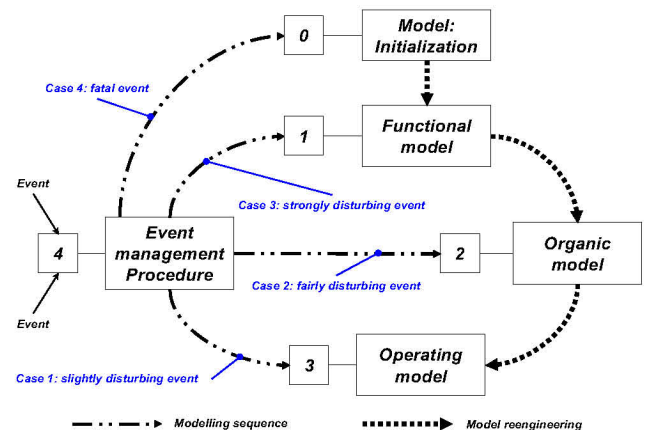 0
Model:
Initialization
Case 4: fatal event
1
Functional
model
Event
Case 3: strongly disturbing event
4
Event
management
Procedure
2
Organic
model
Case 2: fairly disturbing event
Event
3
Operating
model
Case 1: slightly disturbing event
Modelling sequence
Model reengineering